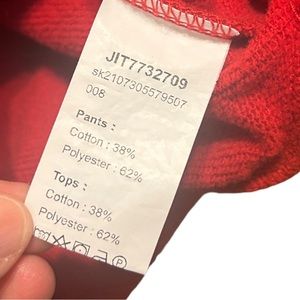 JIT7732709
sk2107305579507
008
Pants :
Cotton : 38%
Polyester : 62%
Tops :
Cotton : 38%
Polyester : 62%